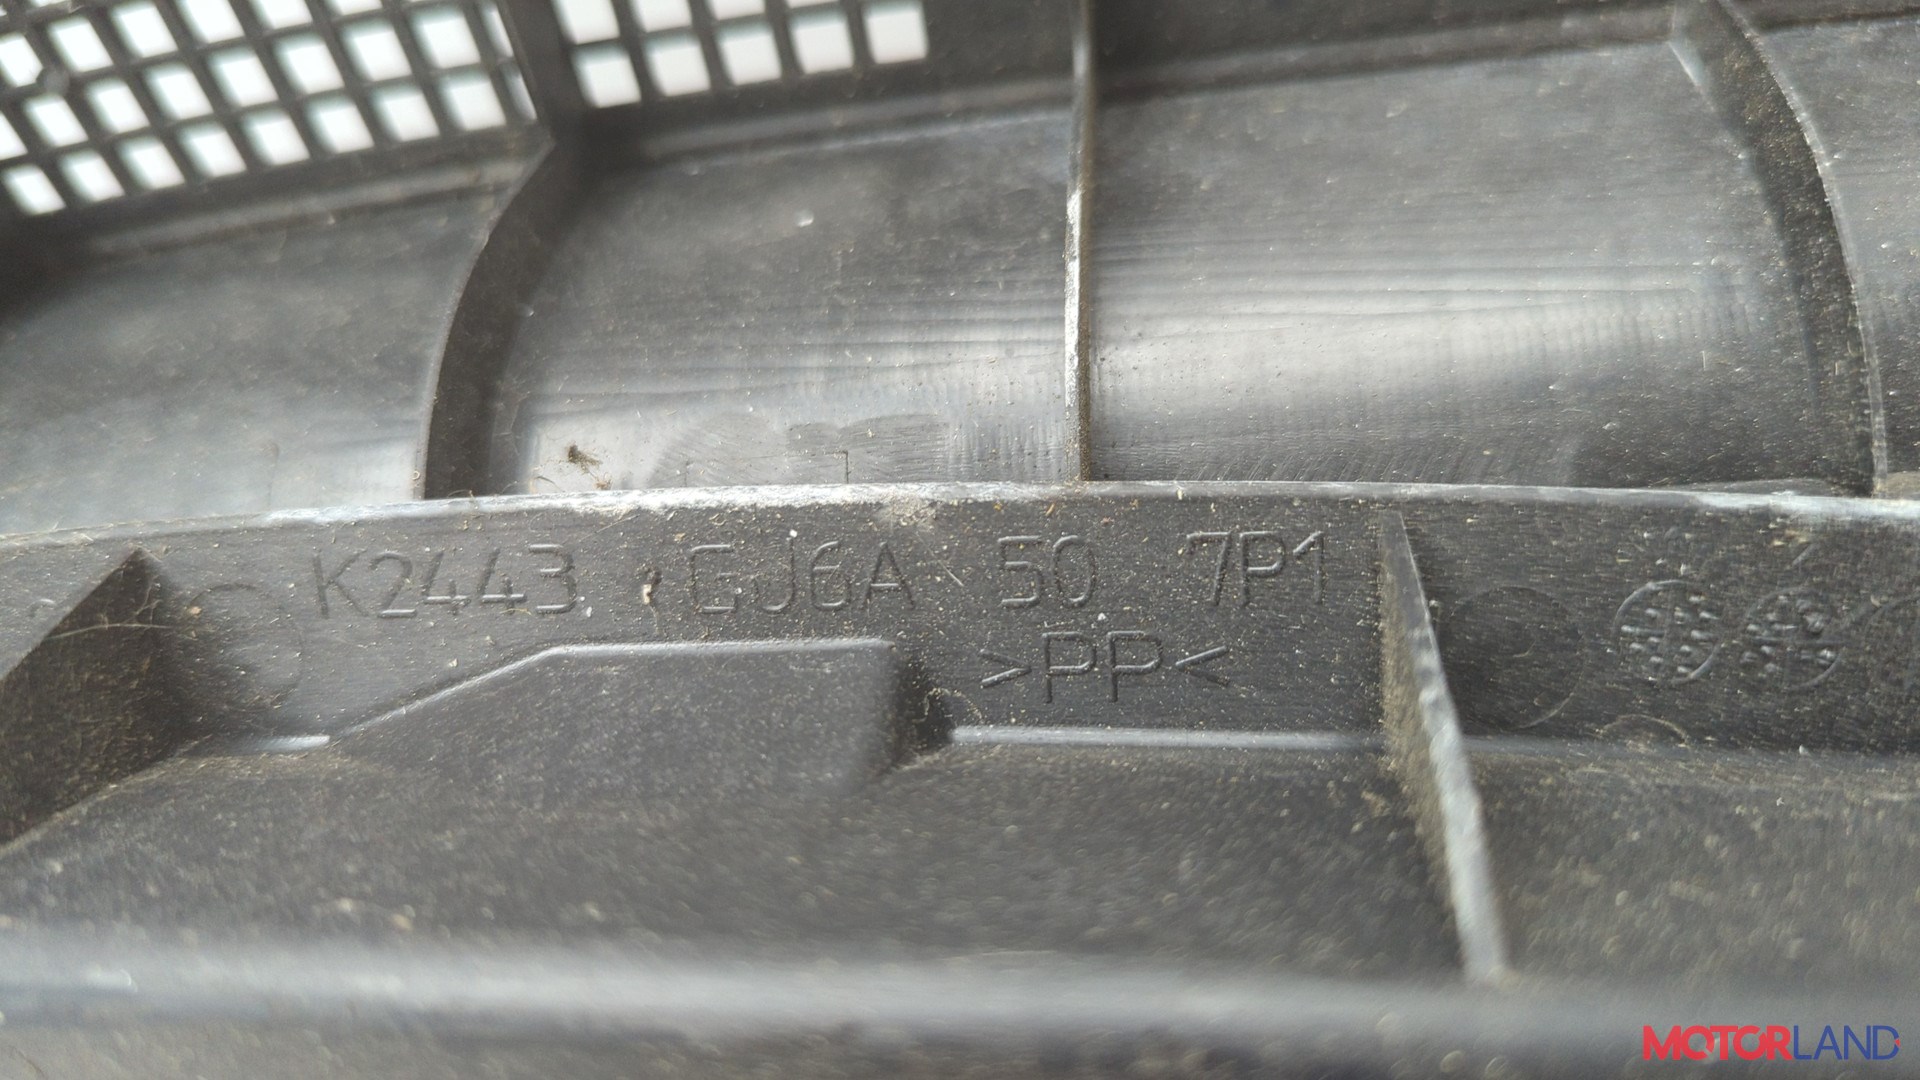 K2443 GJ6A 50 7P1
>PP<
MOTORLAND